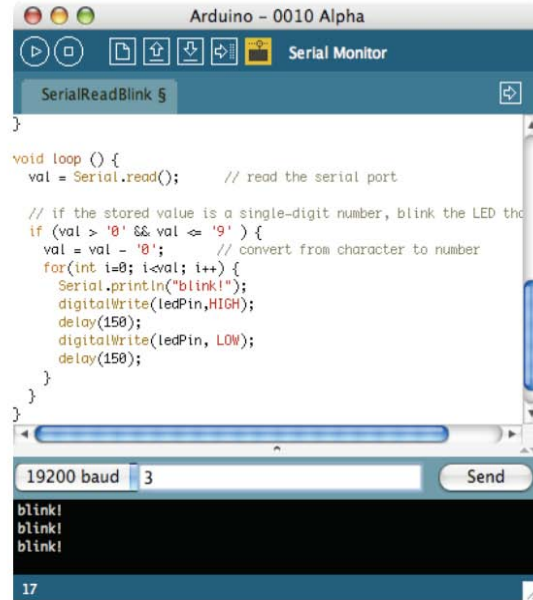 Arduino – 0010 Alpha
Serial Monitor
SerialReadBlink §
}
void loop () {
  val = Serial.read();      // read the serial port
  // if the stored value is a single-digit number, blink the LED tha
  if (val > '0' && val <= '9' ) {
    val = val - '0';        // convert from character to number
    for(int i=0; i<val; i++) {
      Serial.println("blink!");
      digitalWrite(ledPin,HIGH);
      delay(150);
      digitalWrite(ledPin, LOW);
      delay(150);
    }
  }
}
19200 baud 3 Send
blink!
blink!
blink!
17